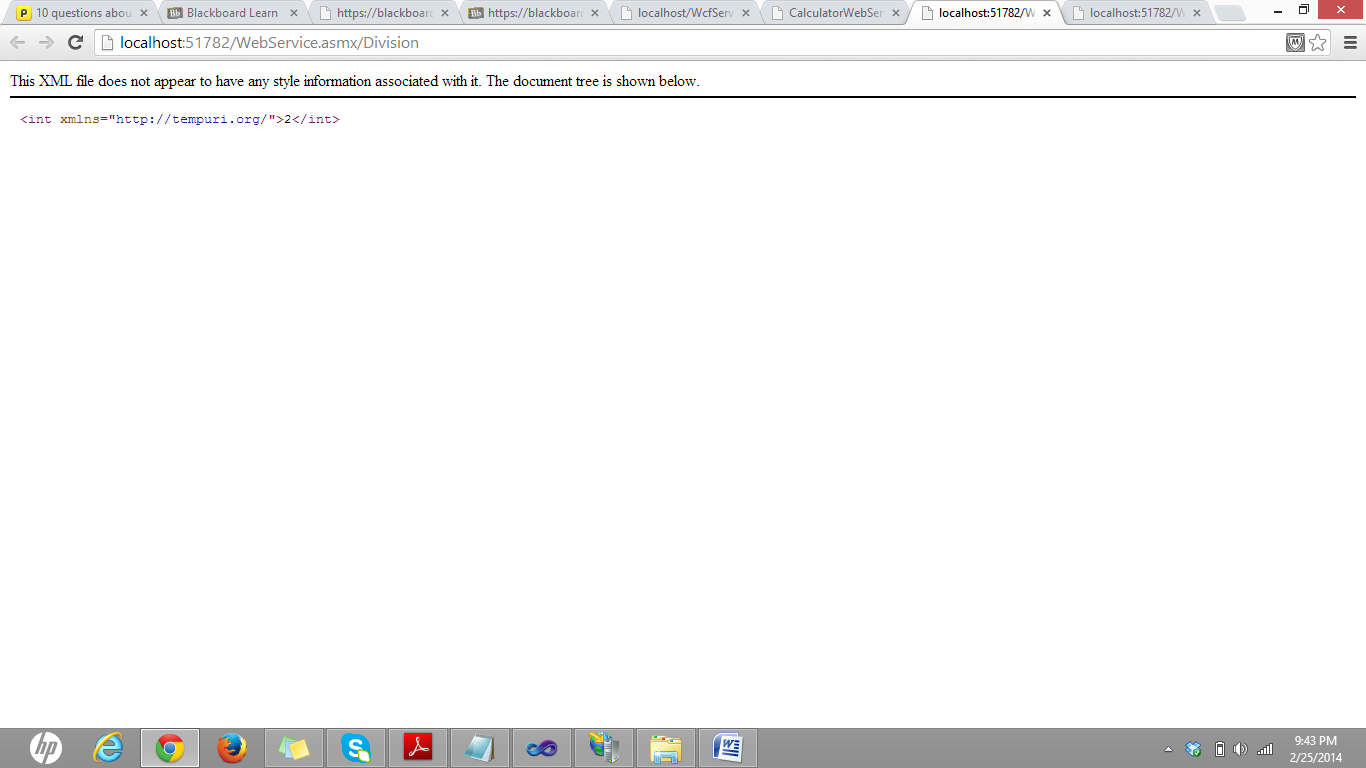 10 questions abou
Blackboard Learn
https://blackboard
https://blackboard
localhost/WcfServ
CalculatorWebSer
localhost:51782/W
localhost:51782/W
localhost:51782/WebService.asmx/Division
This XML file does not appear to have any style information associated with it. The document tree is shown below.
<int xmlns="http://tempuri.org/">2</int>
9:43 PM
2/25/2014